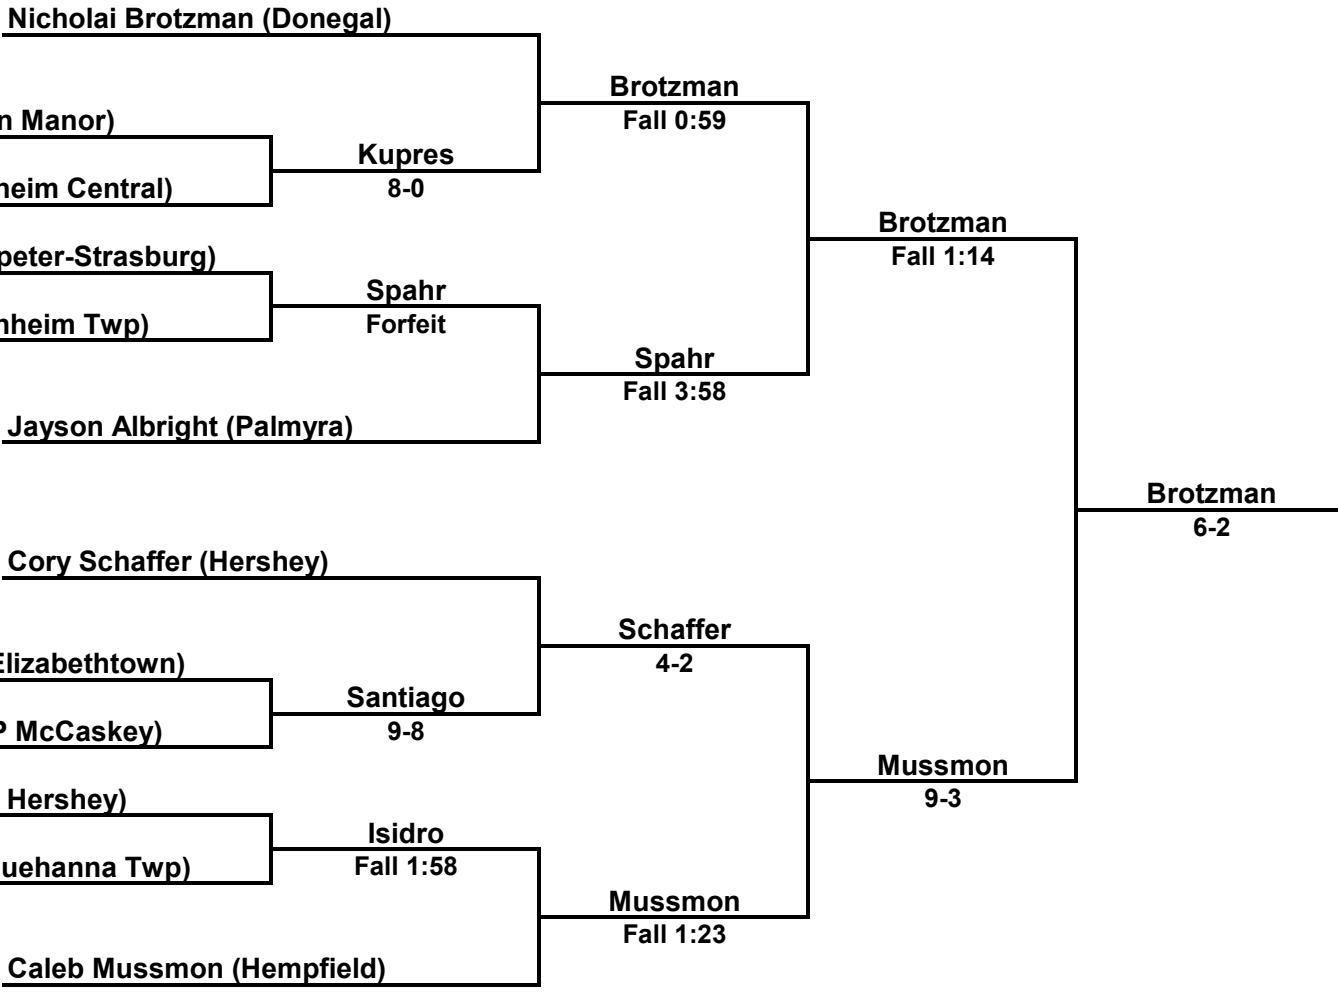 Nicholai Brotzman (Donegal)
Brotzman
Fall 0:59
n Manor)
Kupres
8-0
heim Central)
Brotzman
Fall 1:14
peter-Strasburg)
Spahr
Forfeit
nheim Twp)
Spahr
Fall 3:58
Jayson Albright (Palmyra)
Brotzman
6-2
Cory Schaffer (Hershey)
Schaffer
4-2
Elizabethtown)
Santiago
9-8
P McCaskey)
Mussmon
9-3
Hershey)
Isidro
Fall 1:58
uehanna Twp)
Mussmon
Fall 1:23
Caleb Mussmon (Hempfield)